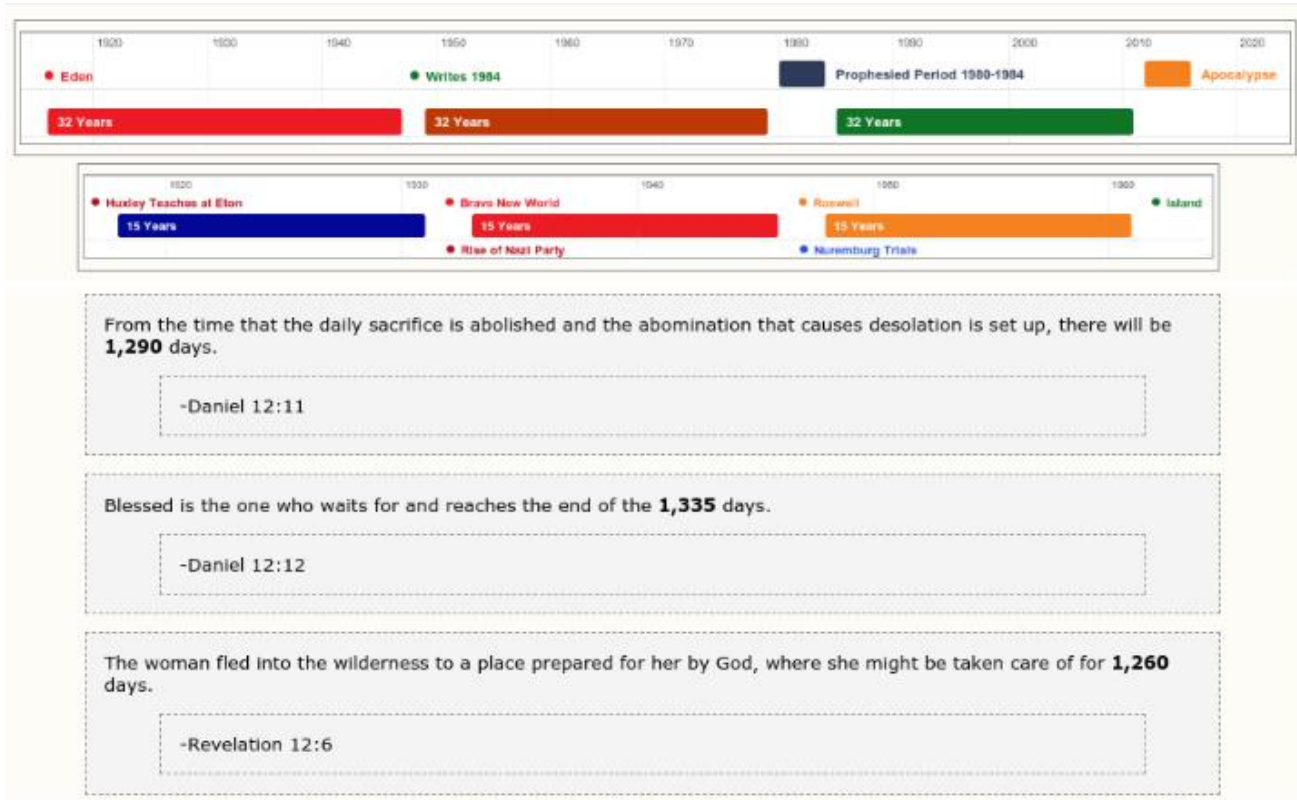 1920 1930 1940 1950 1960 1970 1980 1990 2000 2010 2020
Eden Writes 1984 Prophesied Period 1980-1984 Apocalypse
32 Years 32 Years 32 Years
1920 1930 1940 1950 1960
Huxley Teaches at Eton Brave New World Roswell Island
15 Years 15 Years 15 Years
Rise of Nazi Party Nuremburg Trials
From the time that the daily sacrifice is abolished and the abomination that causes desolation is set up, there will be
1,290 days.
-Daniel 12:11
Blessed is the one who waits for and reaches the end of the 1,335 days.
-Daniel 12:12
The woman fled into the wilderness to a place prepared for her by God, where she might be taken care of for 1,260
days.
-Revelation 12:6